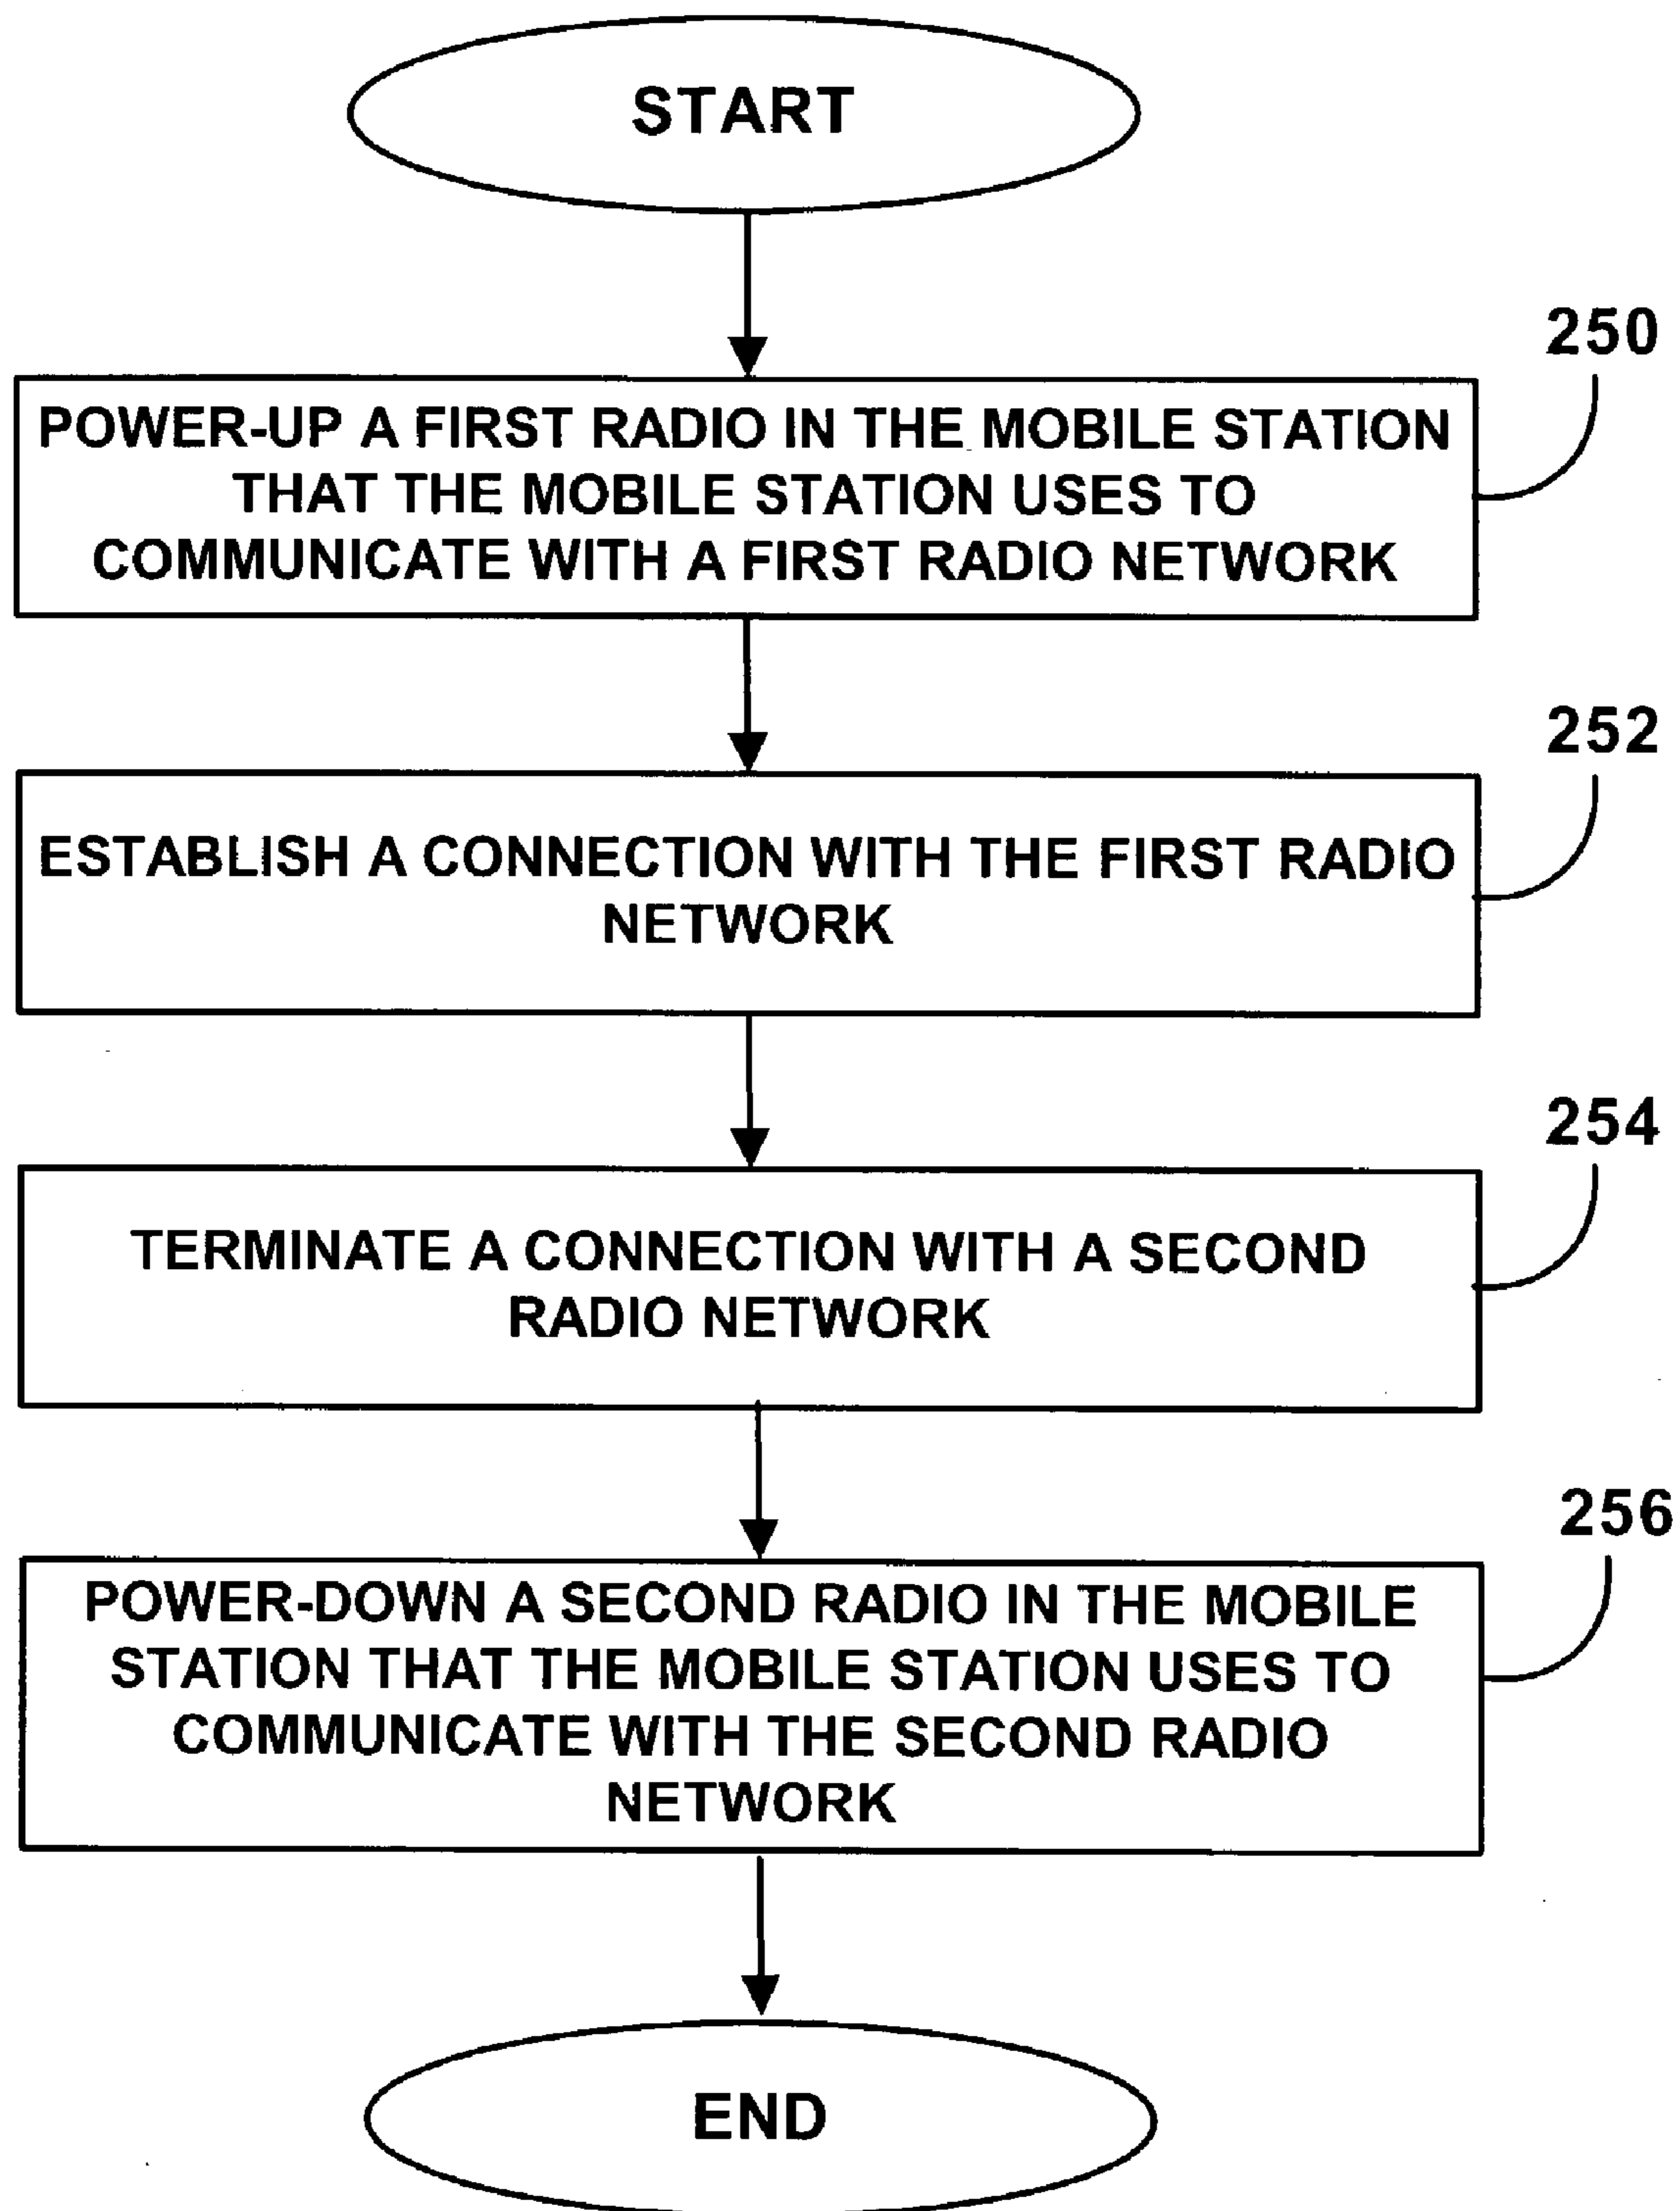 START
250
POWER-UP A FIRST RADIO IN THE MOBILE STATION
THAT THE MOBILE STATION USES TO
COMMUNICATE WITH A FIRST RADIO NETWORK
252
ESTABLISH A CONNECTION WITH THE FIRST RADIO
NETWORK
254
TERMINATE A CONNECTION WITH A SECOND
RADIO NETWORK
256
POWER-DOWN A SECOND RADIO IN THE MOBILE
STATION THAT THE MOBILE STATION USES TO
COMMUNICATE WITH THE SECOND RADIO
NETWORK
END